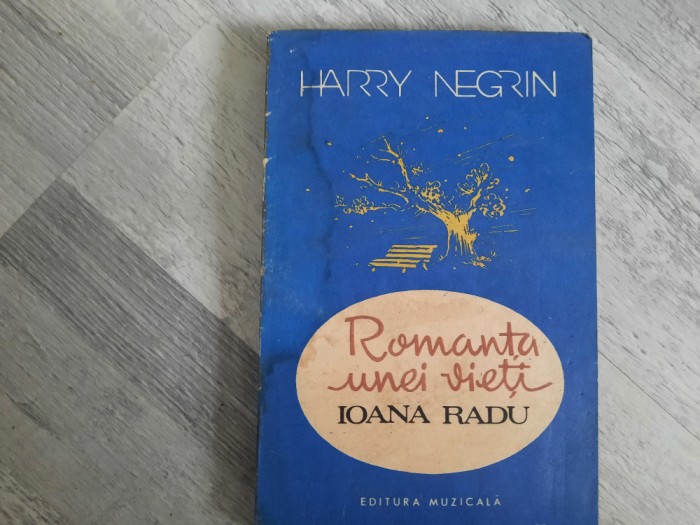 HARRY NEGRIN
Romanța
unei vieți
IOANA RADU
EDITURA MUZICALĂ